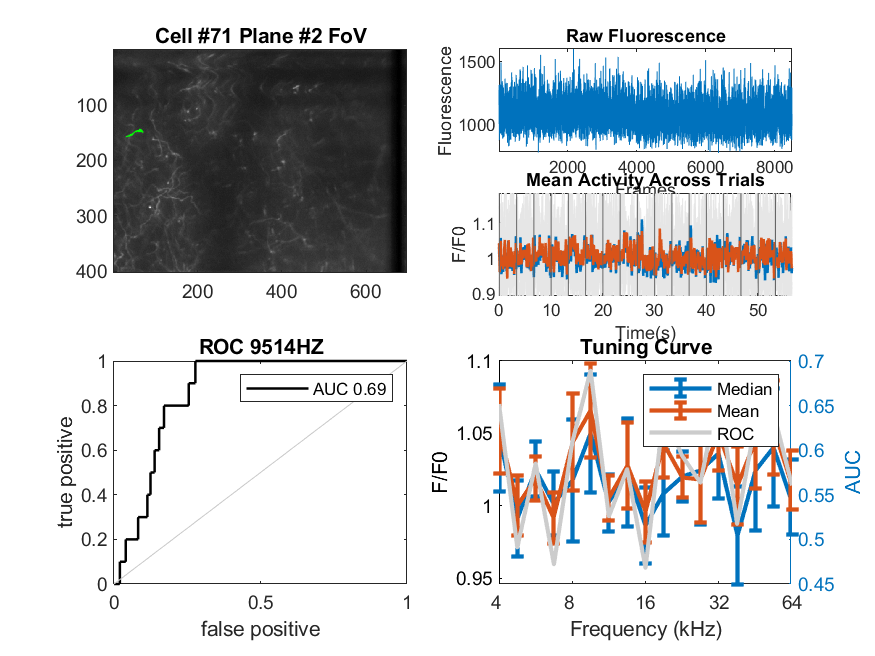 Cell #71 Plane #2 FoV
100
200
300
400
200
400
600
Raw Fluorescence
Fluorescence
1500
1000
2000
4000
6000
8000
Frames
Mean Activity Across Trials
F/F0
1.1
1
0.9
0
10
20
30
40
50
Time(s)
ROC 9514HZ
true positive
1
0.8
0.6
0.4
0.2
0
AUC 0.69
0
0.5
1
false positive
Tuning Curve
F/F0
1.1
1.05
1
0.95
Median
Mean
ROC
0.7
0.65
0.6
0.55
0.5
0.45
AUC
4
8
16
32
64
Frequency (kHz)